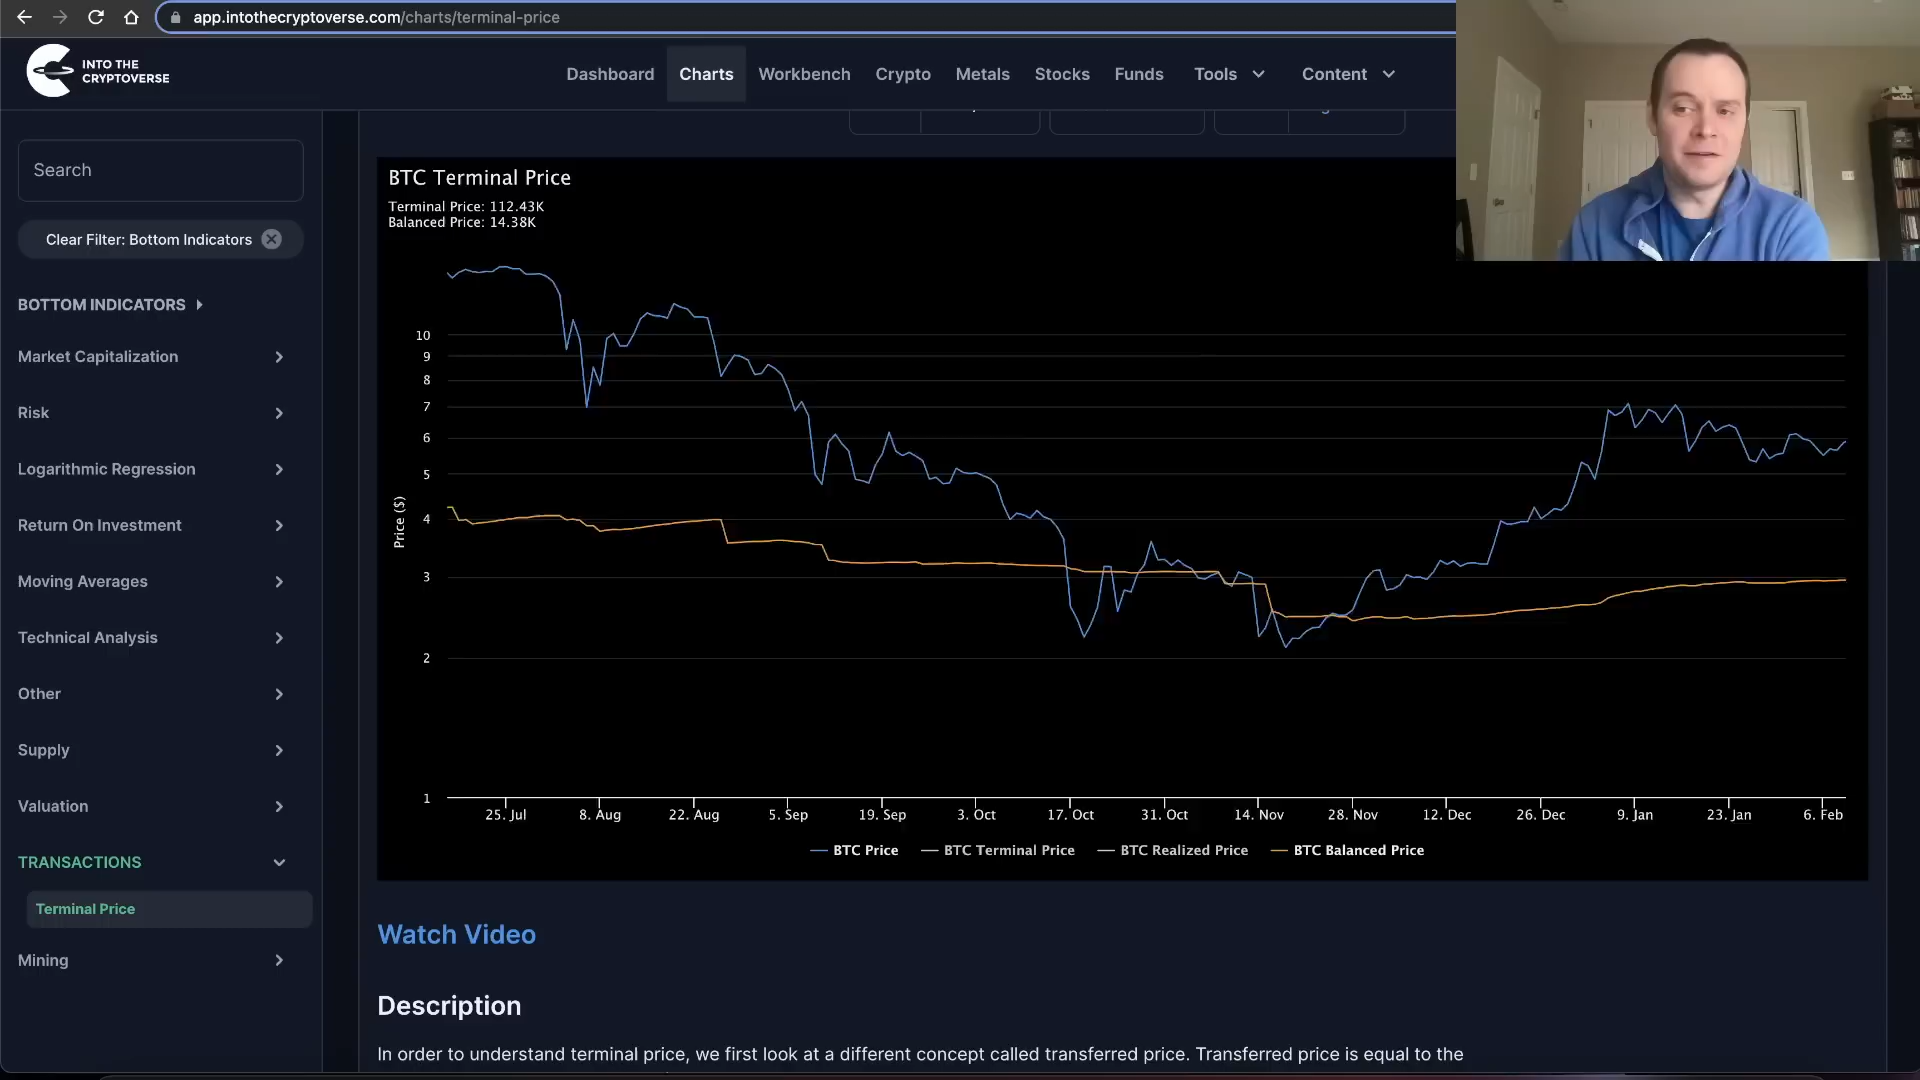 app.intothecryptoverse.com/charts/terminal-price
INTO THE
CRYPTOVERSE
Dashboard
Charts
Workbench
Crypto
Metals
Stocks
Funds
Tools
Content
Search
Clear Filter: Bottom Indicators
BOTTOM INDICATORS
Market Capitalization
Risk
Logarithmic Regression
Return On Investment
Moving Averages
Technical Analysis
Other
Supply
Valuation
TRANSACTIONS
Terminal Price
Mining
BTC Terminal Price
Terminal Price: 112.43K
Balanced Price: 14.38K
Price ($)
10
9
8
7
6
5
4
3
2
1
25. Jul
8. Aug
22. Aug
5. Sep
19. Sep
3. Oct
17. Oct
31. Oct
14. Nov
28. Nov
12. Dec
26. Dec
9. Jan
23. Jan
6. Feb
BTC Price
BTC Terminal Price
BTC Realized Price
BTC Balanced Price
Watch Video
Description
In order to understand terminal price, we first look at a different concept called transferred price. Transferred price is equal to the